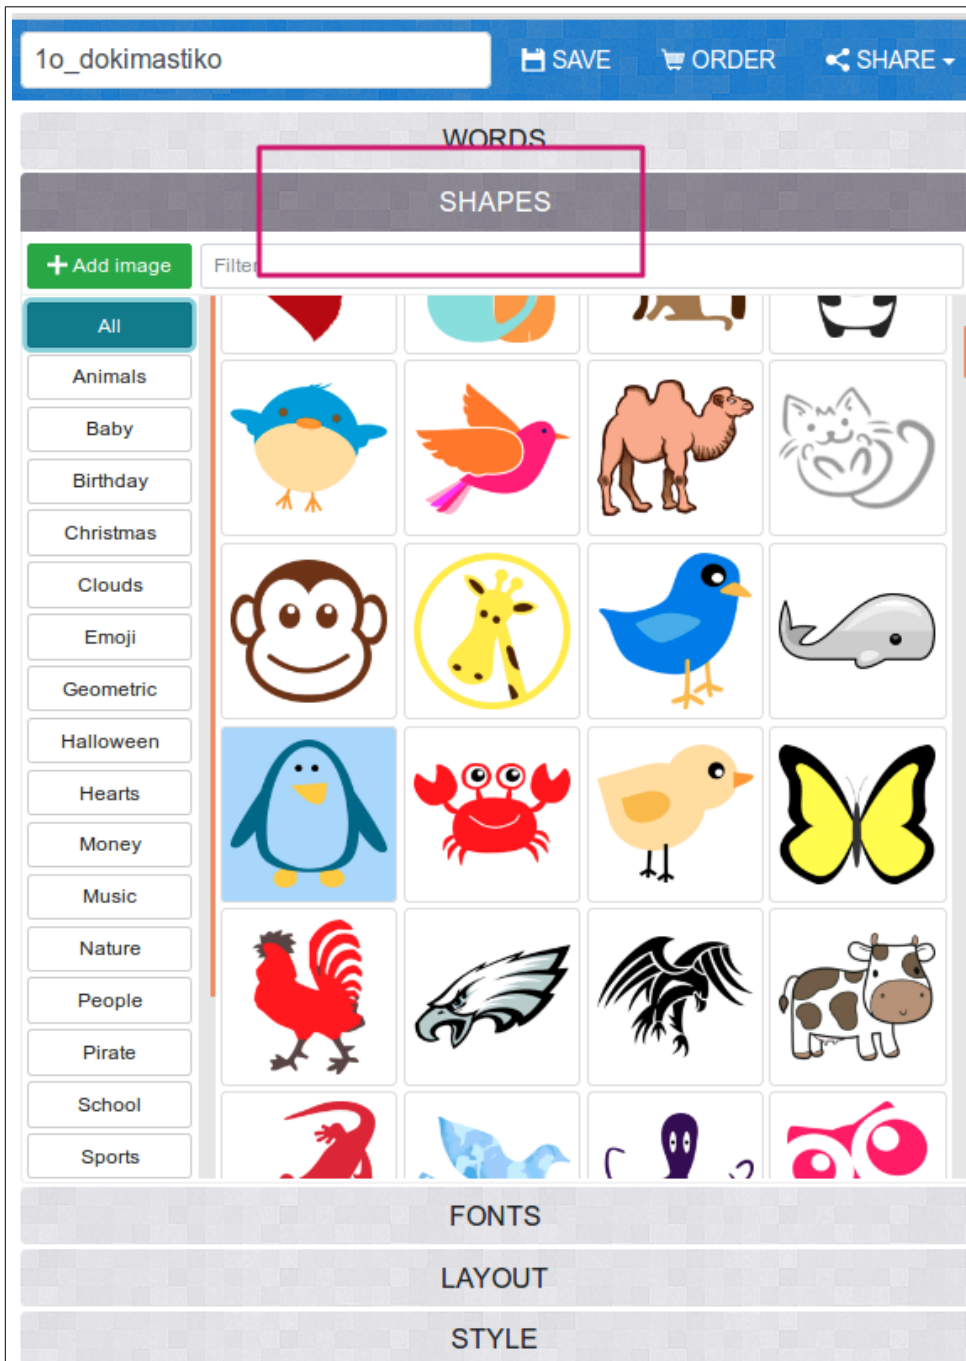 1o_dokimastiko
SAVE ORDER SHARE
WORDS
SHAPES
Add image Filter
All
Animals
Baby
Birthday
Christmas
Clouds
Emoji
Geometric
Halloween
Hearts
Money
Music
Nature
People
Pirate
School
Sports
FONTS
LAYOUT
STYLE